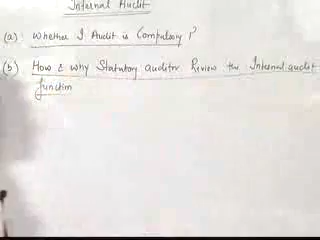 Internal Audit
(a) Whether I Audit is Compulsory ?
(b) How & why Statutory auditor Review the Internal audit
function